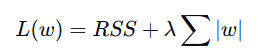 L(w) = RSS + λ∑|w|